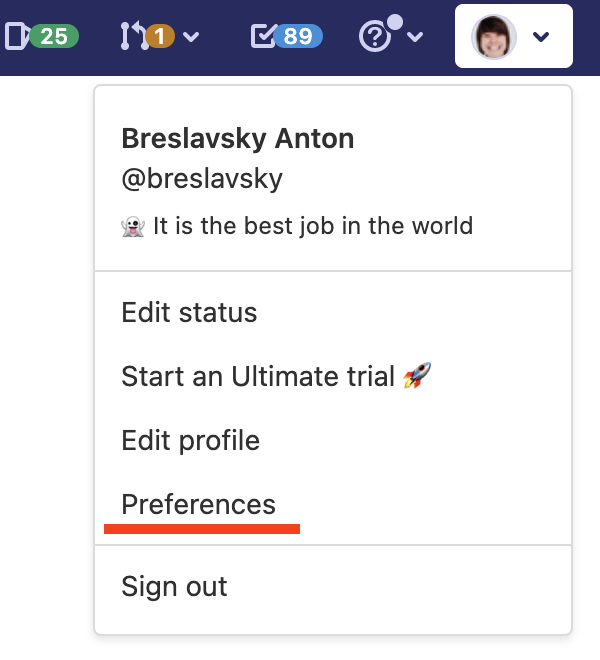 25 1 89
Breslavsky Anton
@breslavsky
👻 It is the best job in the world
Edit status
Start an Ultimate trial 🚀
Edit profile
Preferences
Sign out